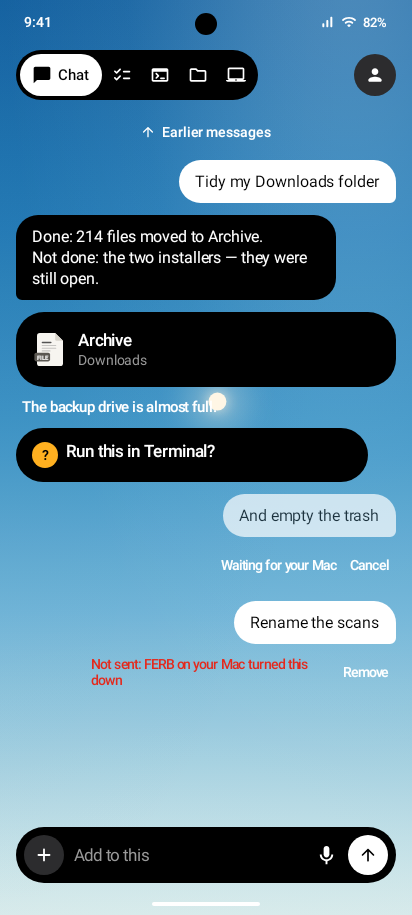 9:41
82%
Chat
Earlier messages
Tidy my Downloads folder
Done: 214 files moved to Archive.
Not done: the two installers — they were
still open.
FILE
Archive
Downloads
The backup drive is almost full.
?
Run this in Terminal?
And empty the trash
Waiting for your Mac Cancel
Rename the scans
Not sent: FERB on your Mac turned this
down
Remove
Add to this